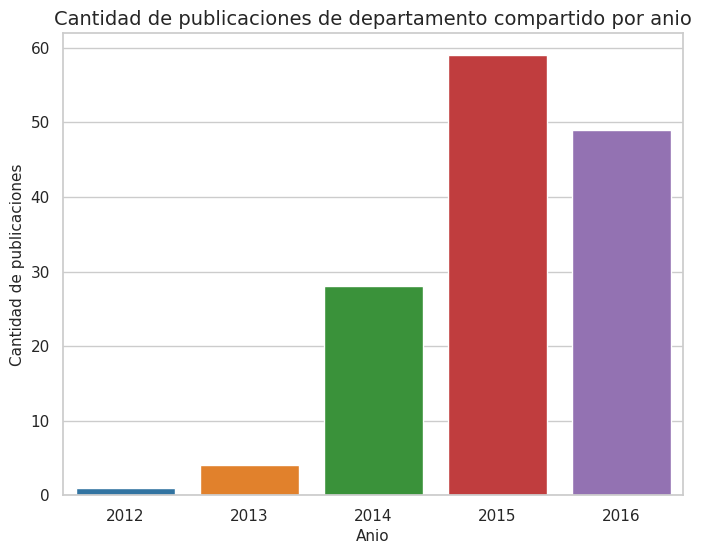 Cantidad de publicaciones de departamento compartido por anio
Cantidad de publicaciones
60
50
40
30
20
10
0
2012 2013 2014 2015 2016
Anio